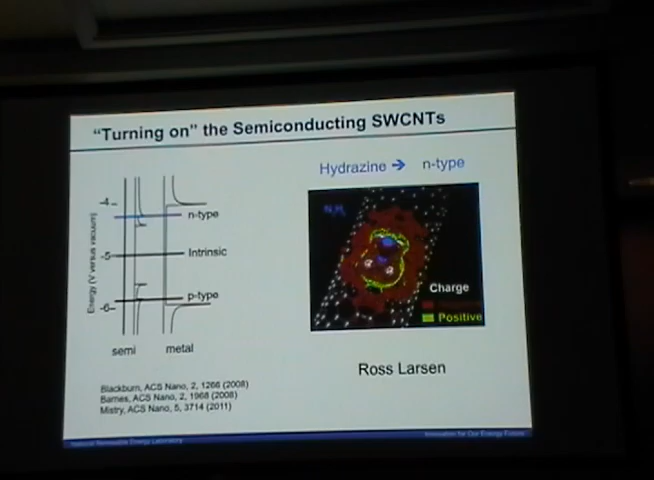 "Turning on" the Semiconducting SWCNTs
Hydrazine → n-type
Energy (V versus vacuum)
-4
n-type
-5
Intrinsic
-6
p-type
semi metal
N₂H₄
Charge
Positive
Ross Larsen
Blackburn, ACS Nano, 2, 1266 (2008)
Barnes, ACS Nano, 2, 1968 (2008)
Mistry, ACS Nano, 5, 3714 (2011)
National Renewable Energy Laboratory
Innovation for Our Energy Future